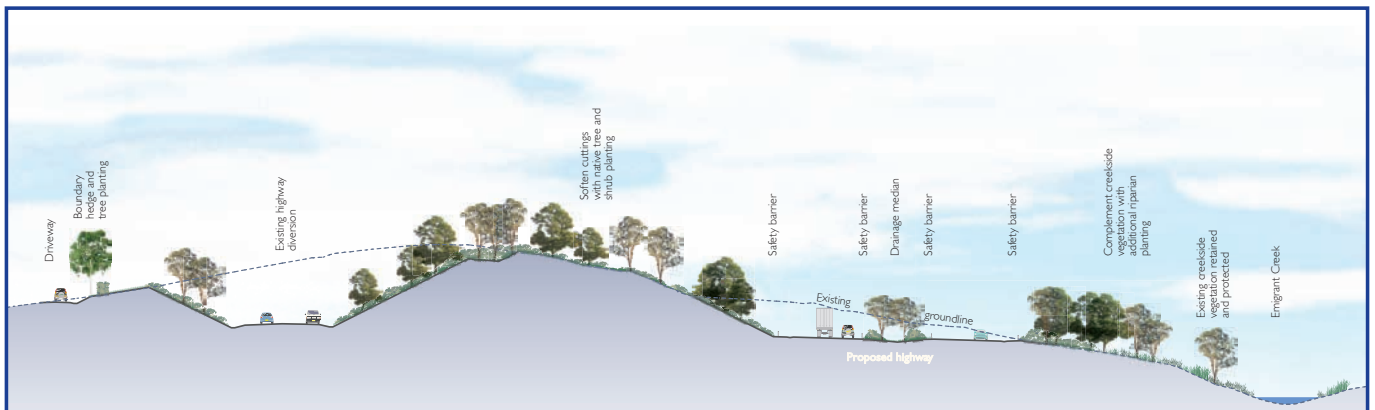 Driveway
Boundary
hedge and
tree planting
Existing highway
diversion
Soften cuttings
with native tree and
shrub planting
Safety barrier
Safety barrier
Drainage median
Safety barrier
Safety barrier
Complement creekside
vegetation with
additional riparian
planting
Existing creekside
vegetation retained
and protected
Emigrant Creek
Existing
groundline
Proposed highway